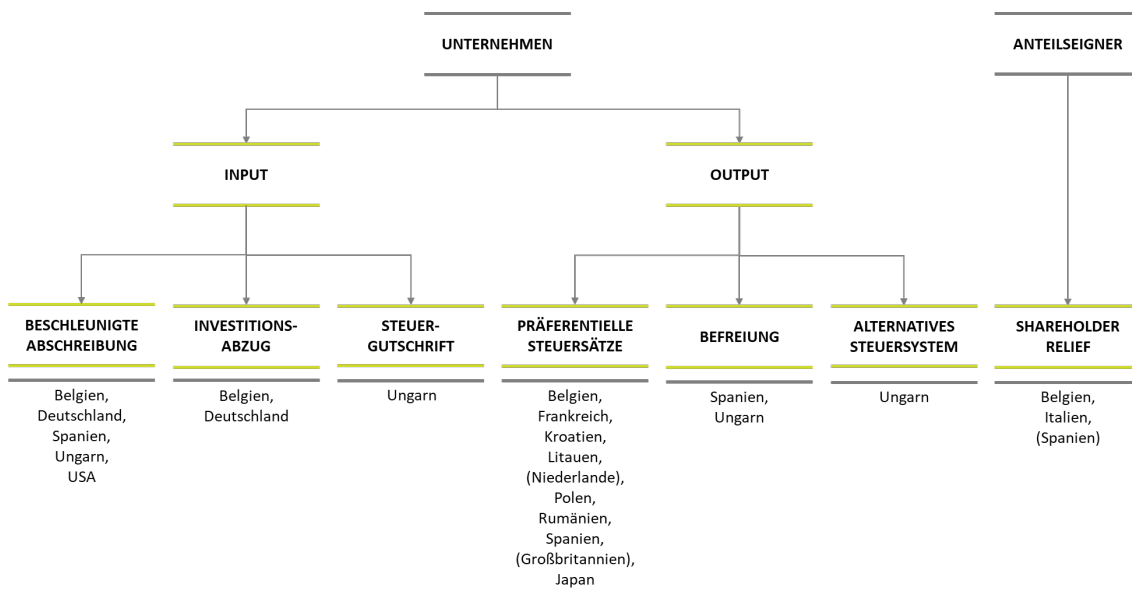 UNTERNEHMEN
ANTEILSEIGNER
INPUT
OUTPUT
BESCHLEUNIGTE
ABSCHREIBUNG
Belgien,
Deutschland,
Spanien,
Ungarn,
USA
INVESTITIONS-
ABZUG
Belgien,
Deutschland
STEUER-
GUTSCHRIFT
Ungarn
PRÄFERENTIELLE
STEUERSÄTZE
Belgien,
Frankreich,
Kroatien,
Litauen,
(Niederlande),
Polen,
Rumänien,
Spanien,
(Großbritannien),
Japan
BEFREIUNG
Spanien,
Ungarn
ALTERNATIVES
STEUERSYSTEM
Ungarn
SHAREHOLDER
RELIEF
Belgien,
Italien,
(Spanien)